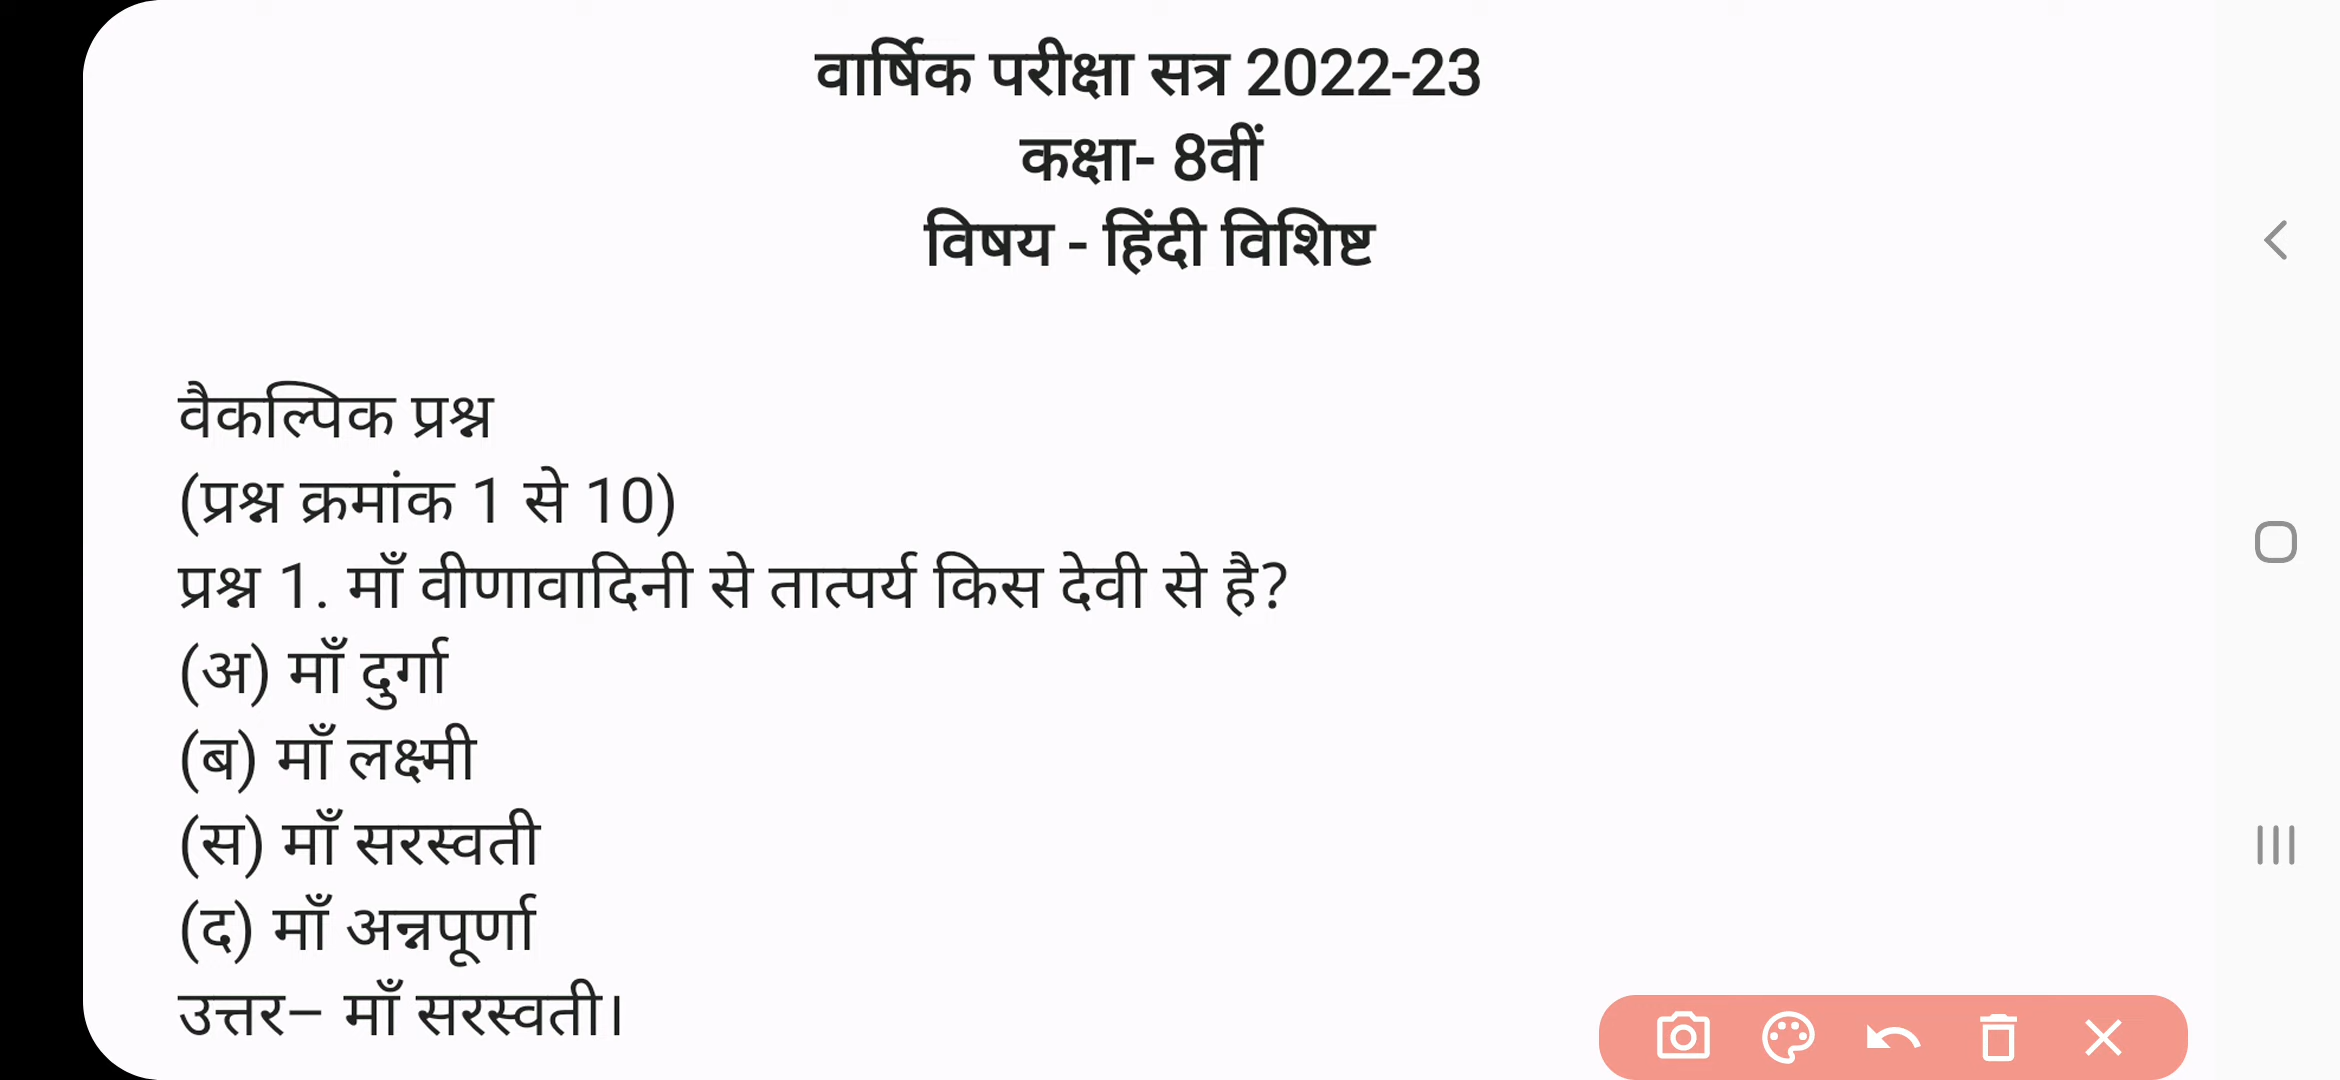 वार्षिक परीक्षा सत्र 2022-23
कक्षा- 8वीं
विषय - हिंदी विशिष्ट
वैकल्पिक प्रश्न
(प्रश्न क्रमांक 1 से 10)
प्रश्न 1. माँ वीणावादिनी से तात्पर्य किस देवी से है?
(अ) माँ दुर्गा
(ब) माँ लक्ष्मी
(स) माँ सरस्वती
(द) माँ अन्नपूर्णा
उत्तर– माँ सरस्वती।